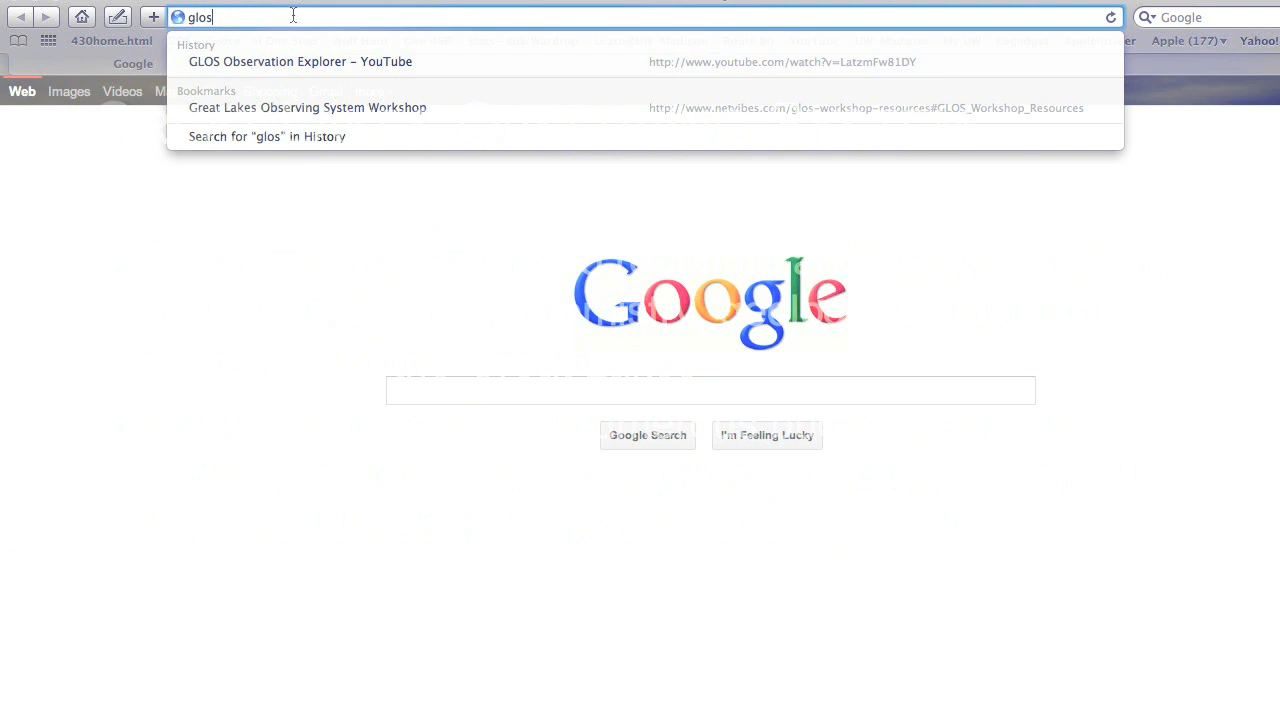 glos
Google
History
430home.html
Apple (177)▾
Yahoo!
GLOS Observation Explorer – YouTube
http://www.youtube.com/watch?v=LatzmFw81DY
Google
Bookmarks
Web Images Videos
Great Lakes Observing System Workshop
http://www.netvibes.com/glos-workshop-resources#GLOS_Workshop_Resources
Search for "glos" in History
Google
Google Search
I'm Feeling Lucky